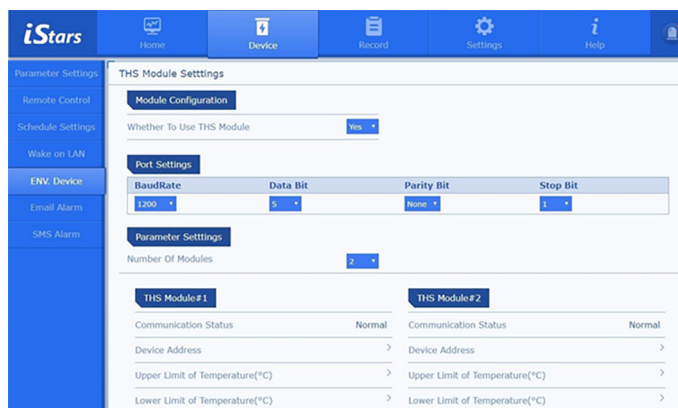 iStars
Home
Device
Record
Settings
Help
Parameter Settings
Remote Control
Schedule Settings
Wake on LAN
ENV. Device
Email Alarm
SMS Alarm
THS Module Setttings
Module Configuration
Whether To Use THS Module Yes
Port Settings
BaudRate Data Bit Parity Bit Stop Bit
1200 5 None 1
Parameter Setttings
Number Of Modules 2
THS Module#1
Communication Status Normal
Device Address
Upper Limit of Temperature(°C)
Lower Limit of Temperature(°C)
THS Module#2
Communication Status Normal
Device Address
Upper Limit of Temperature(°C)
Lower Limit of Temperature(°C)